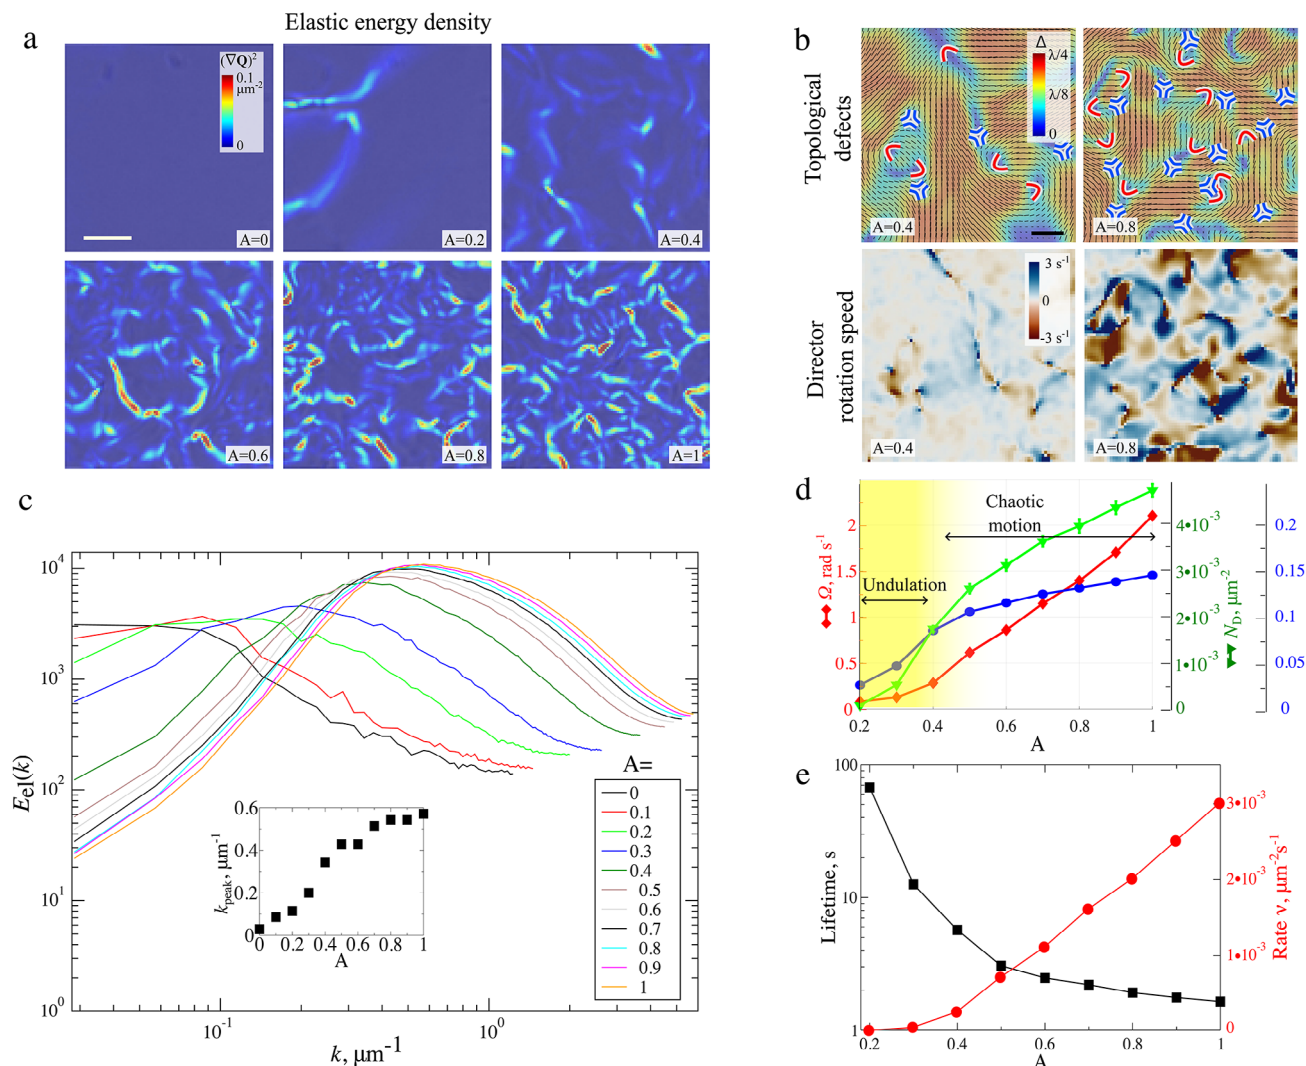 Elastic energy density
a
(∇Q)²
0.1
μm⁻²
0
A=0
A=0.2
A=0.4
A=0.6
A=0.8
A=1
b
Topological
defects
Δ
λ/4
λ/8
0
A=0.4
A=0.8
Director
rotation speed
3 s⁻¹
0
-3 s⁻¹
A=0.4
A=0.8
c
E_el(k)
10⁴
10³
10²
10¹
10⁰
10⁻¹
10⁰
k, μm⁻¹
k_peak, μm⁻¹
0.6
0.4
0.2
0
0
0.2
0.4
0.6
0.8
1
A
A=
0
0.1
0.2
0.3
0.4
0.5
0.6
0.7
0.8
0.9
1
d
Undulation
Chaotic
motion
Ω, rad s⁻¹
2
1.5
1
0.5
0
0.2
0.4
0.6
0.8
1
A
4•10⁻³
3•10⁻³
2•10⁻³
1•10⁻³
0
N_D, μm⁻²
0.2
0.15
0.1
0.05
0
e
Lifetime, s
100
10
1
0.2
0.4
0.6
0.8
1
A
3•10⁻³
2•10⁻³
1•10⁻³
0
Rate ν, μm⁻²s⁻¹